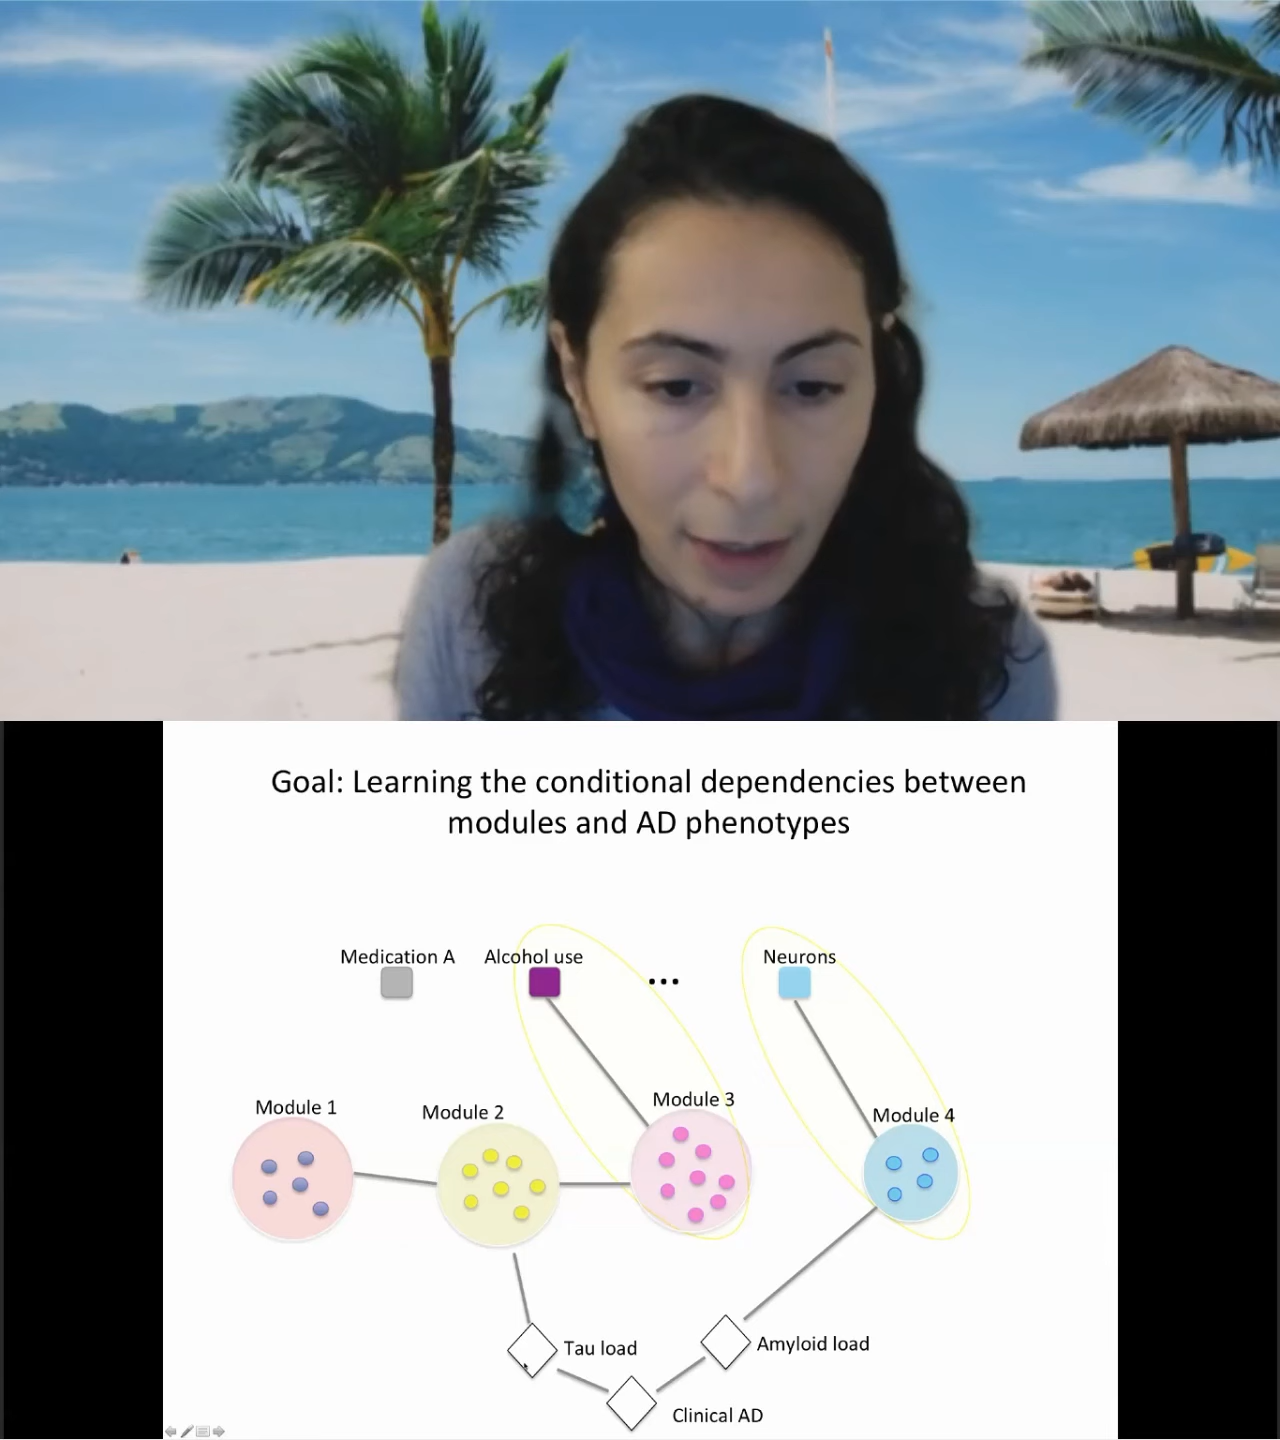 Goal: Learning the conditional dependencies between
modules and AD phenotypes
Medication A
Alcohol use
...
Neurons
Module 1
Module 2
Module 3
Module 4
Tau load
Amyloid load
Clinical AD